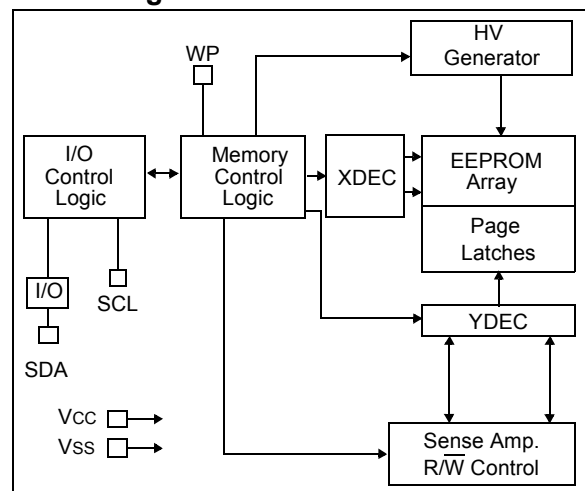 HV
Generator
WP
I/O
Control
Logic
Memory
Control
Logic
XDEC
EEPROM
Array
Page
Latches
I/O
SCL
SDA
YDEC
VCC
VSS
Sense Amp.
R/W̅ Control